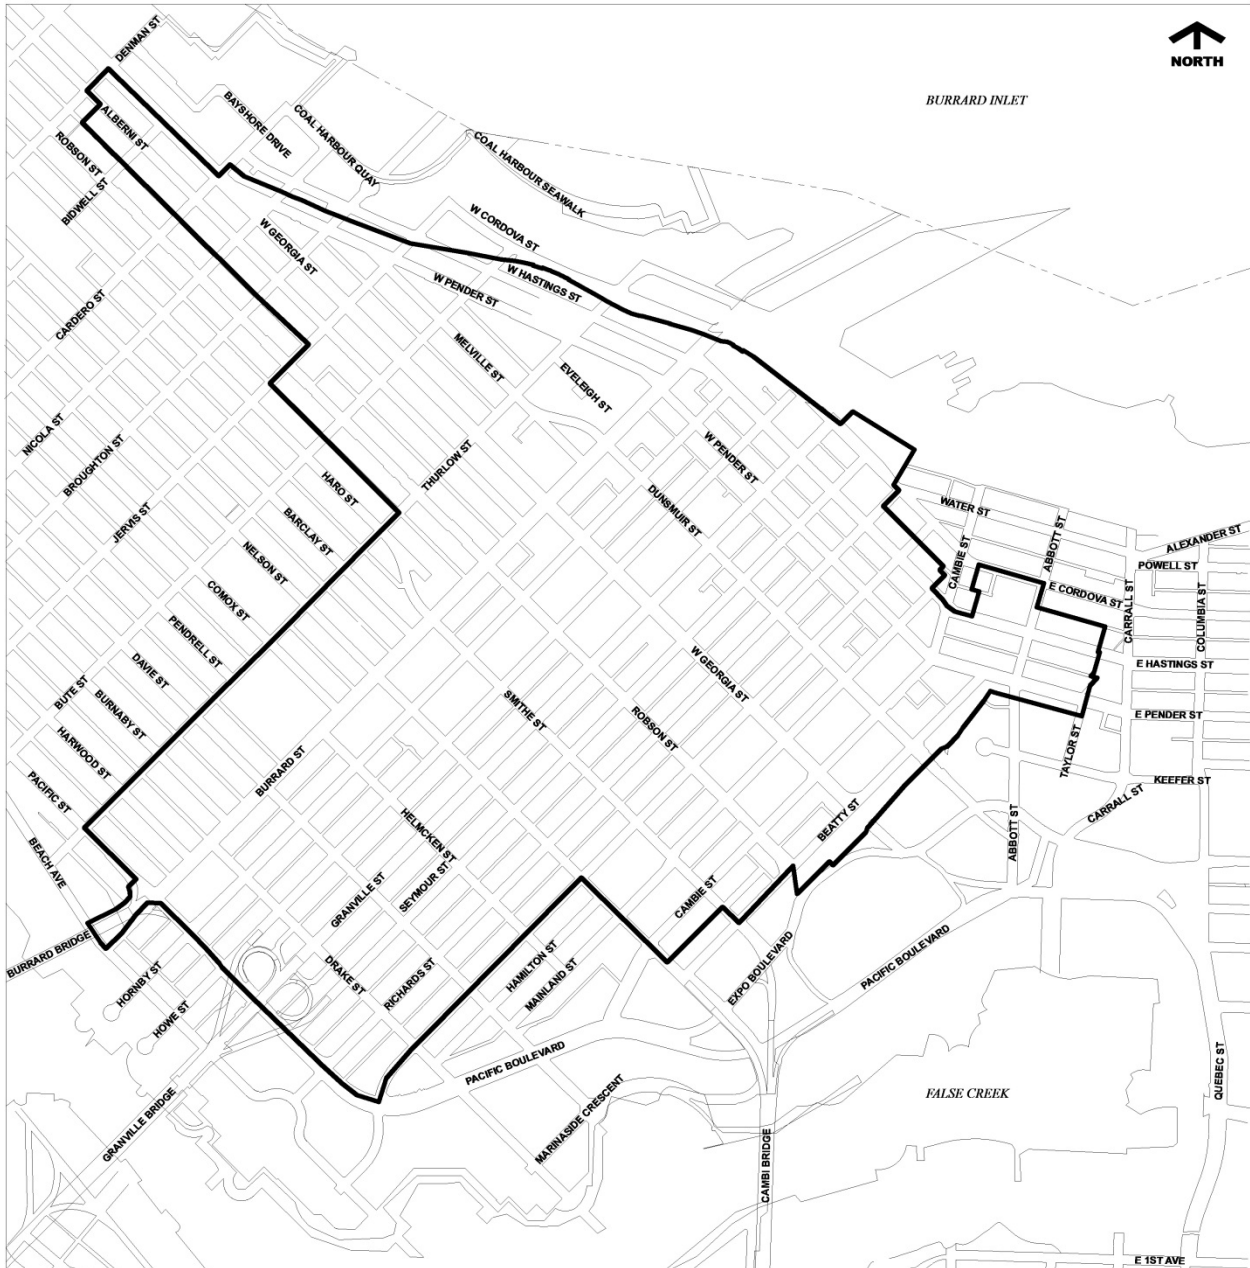 DENMAN ST
NORTH
BURRARD INLET
BAYSHORE DRIVE
COAL HARBOUR QUAY
ALBERNI ST
COAL HARBOUR SEAWALK
ROBSON ST
BIDWELL ST
W CORDOVA ST
W GEORGIA ST
W HASTINGS ST
W PENDER ST
CARDERO ST
MELVILLE ST
EVELEIGH ST
NICOLA ST
BROUGHTON ST
THURLOW ST
W PENDER ST
HARO ST
DUNSMUIR ST
WATER ST
JERVIS ST
BARCLAY ST
ABBOTT ST
ALEXANDER ST
NELSON ST
CAMBIE ST
POWELL ST
COMOX ST
E CORDOVA ST
CARRALL ST
COLUMBIA ST
PENDRELL ST
DAVIE ST
W GEORGIA ST
E HASTINGS ST
BUTE ST
BURNABY ST
SMITHE ST
ROBSON ST
E PENDER ST
HARWOOD ST
TAYLOR ST
PACIFIC ST
BURRARD ST
KEEFER ST
CARRALL ST
BEATTY ST
HELMCKEN ST
ABBOTT ST
BEACH AVE
GRANVILLE ST
SEYMOUR ST
CAMBIE ST
BURRARD BRIDGE
HORNBY ST
HOWE ST
DRAKE ST
RICHARDS ST
HAMILTON ST
MAINLAND ST
EXPO BOULEVARD
PACIFIC BOULEVARD
PACIFIC BOULEVARD
QUEBEC ST
GRANVILLE BRIDGE
MARINASIDE CRESCENT
FALSE CREEK
CAMBI BRIDGE
E 1ST AVE